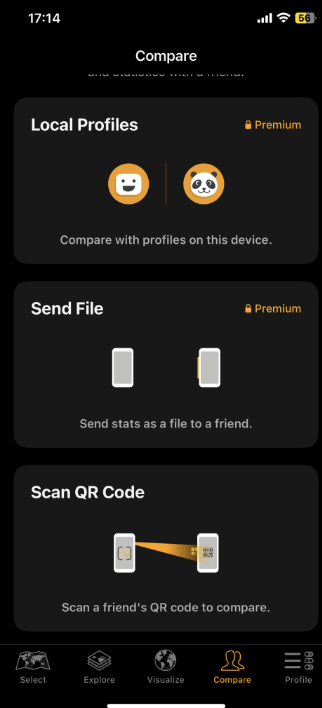 17:14
56
Compare
and statistics with a friend.
Local Profiles
Premium
Compare with profiles on this device.
Send File
Premium
Send stats as a file to a friend.
Scan QR Code
Scan a friend's QR code to compare.
Select
Explore
Visualize
Compare
Profile